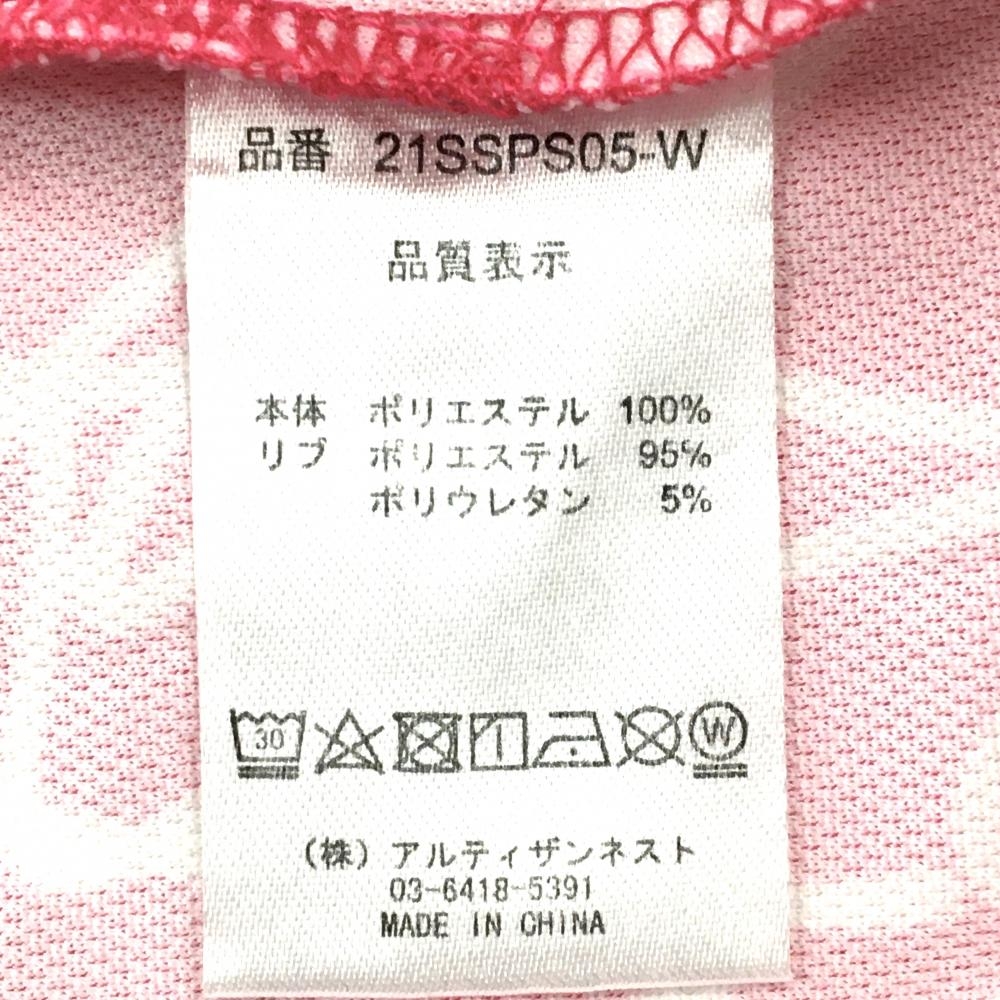 品番 21SSPS05-W
品質表示
本体 ポリエステル 100%
リブ ポリエステル 95%
ポリウレタン 5%
30 W
(株) アルティザンネスト
03-6418-5391
MADE IN CHINA